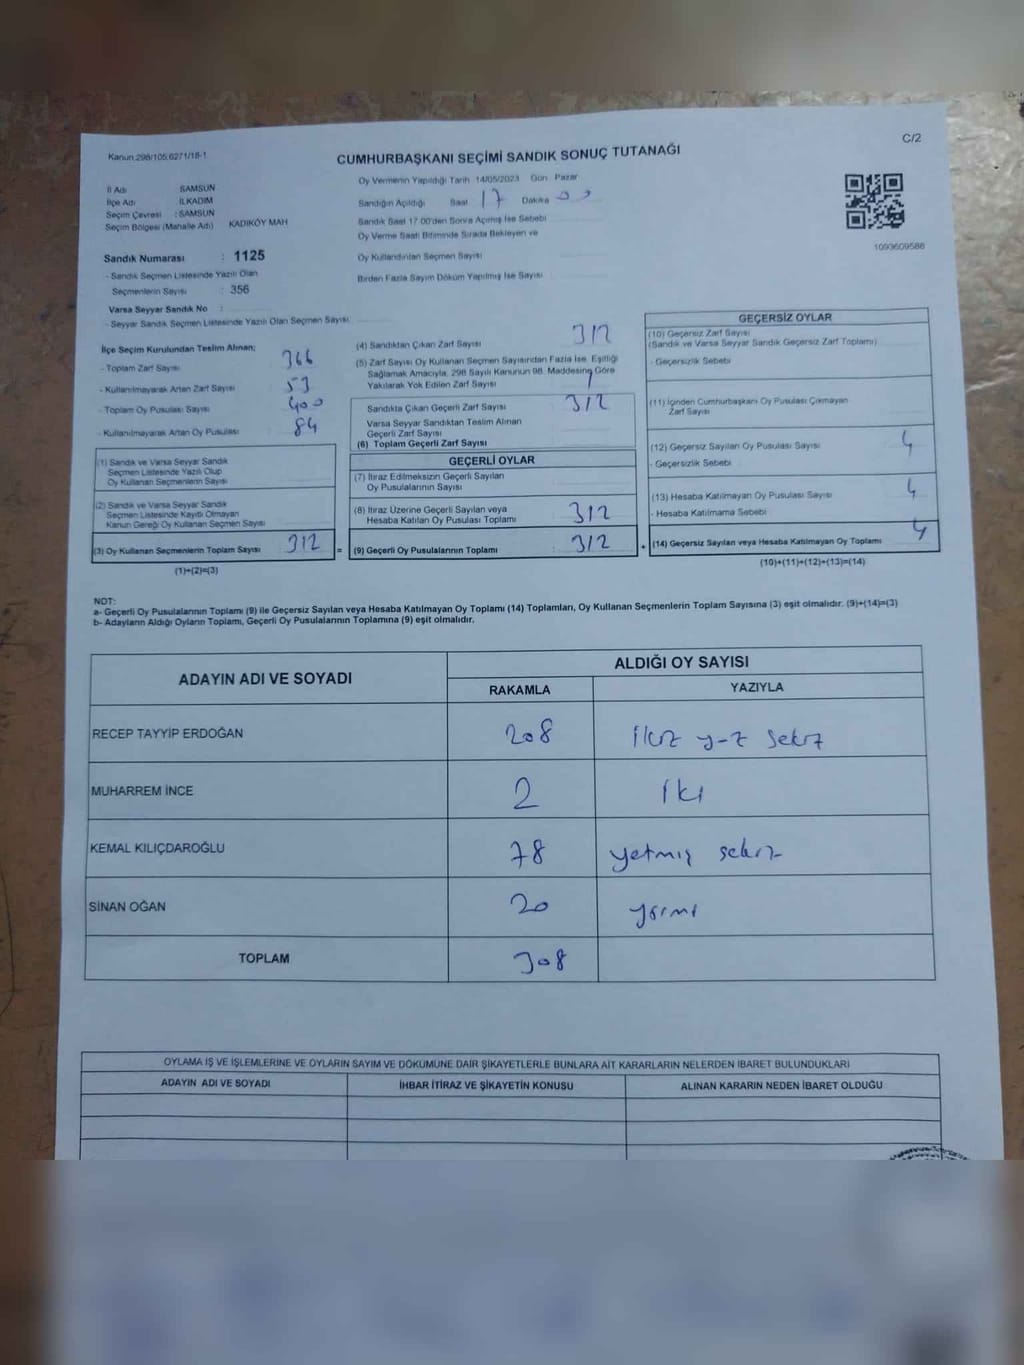 Kanun 298/105,6271/18-1
C/2
CUMHURBAŞKANI SEÇİMİ SANDIK SONUÇ TUTANAĞI
İl Adı SAMSUN
İlçe Adı İLKADIM
Seçim Çevresi : SAMSUN
Seçim Bölgesi (Mahalle Adı) KADIKÖY MAH
Sandık Numarası : 1125
- Sandık Seçmen Listesinde Yazılı Olan
Seçmenlerin Sayısı : 356
Varsa Seyyar Sandık No :
- Seyyar Sandık Seçmen Listesinde Yazılı Olan Seçmen Sayısı
Oy Vermenin Yapıldığı Tarih 14/05/2023 Gün Pazar
Sandığın Açıldığı Saat 17 Dakika 00
Sandık Saat 17.00'den Sonra Açılmış İse Sebebi
Oy Verme Saati Bitiminde Sırada Bekleyen ve
Oy Kullandırılan Seçmen Sayısı
Birden Fazla Sayım Döküm Yapılmış İse Sayısı
1093609588
İlçe Seçim Kurulundan Teslim Alınan;
- Toplam Zarf Sayısı 366
- Kullanılmayarak Artan Zarf Sayısı 53
- Toplam Oy Pusulası Sayısı 400
- Kullanılmayarak Artan Oy Pusulası 84
(1) Sandık ve Varsa Seyyar Sandık
Seçmen Listesinde Yazılı Olup
Oy Kullanan Seçmenlerin Sayısı
(2) Sandık ve Varsa Seyyar Sandık
Seçmen Listesinde Kayıtlı Olmayan
Kanun Gereği Oy Kullanan Seçmen Sayısı
(3) Oy Kullanan Seçmenlerin Toplam Sayısı 312 =
(1)+(2)=(3)
(4) Sandıktan Çıkan Zarf Sayısı 312
(5) Zarf Sayısı Oy Kullanan Seçmen Sayısından Fazla İse, Eşitliği
Sağlamak Amacıyla, 298 Sayılı Kanunun 98. Maddesine Göre
Yakılarak Yok Edilen Zarf Sayısı
Sandıkta Çıkan Geçerli Zarf Sayısı 312
Varsa Seyyar Sandıktan Teslim Alınan
Geçerli Zarf Sayısı
(6) Toplam Geçerli Zarf Sayısı
GEÇERLİ OYLAR
(7) İtiraz Edilmeksizin Geçerli Sayılan
Oy Pusulalarının Sayısı
(8) İtiraz Üzerine Geçerli Sayılan veya
Hesaba Katılan Oy Pusulası Toplamı 312
(9) Geçerli Oy Pusulalarının Toplamı 312 +
GEÇERSİZ OYLAR
(10) Geçersiz Zarf Sayısı
(Sandık ve Varsa Seyyar Sandık Geçersiz Zarf Toplamı)
- Geçersizlik Sebebi
(11) İçinden Cumhurbaşkanı Oy Pusulası Çıkmayan
Zarf Sayısı
(12) Geçersiz Sayılan Oy Pusulası Sayısı 4
- Geçersizlik Sebebi
(13) Hesaba Katılmayan Oy Pusulası Sayısı 4
- Hesaba Katılmama Sebebi
(14) Geçersiz Sayılan veya Hesaba Katılmayan Oy Toplamı 4
(10)+(11)+(12)+(13)=(14)
NOT:
a- Geçerli Oy Pusulalarının Toplamı (9) ile Geçersiz Sayılan veya Hesaba Katılmayan Oy Toplamı (14) Toplamları, Oy Kullanan Seçmenlerin Toplam Sayısına (3) eşit olmalıdır. (9)+(14)=(3)
b- Adayların Aldığı Oyların Toplamı, Geçerli Oy Pusulalarının Toplamına (9) eşit olmalıdır.
ADAYIN ADI VE SOYADI ALDIĞI OY SAYISI
RAKAMLA YAZIYLA
RECEP TAYYİP ERDOĞAN 208
MUHARREM İNCE 2 iki
KEMAL KILIÇDAROĞLU 78 yetmiş sekiz
SİNAN OĞAN 20 yirmi
TOPLAM 308
OYLAMA İŞ VE İŞLEMLERİNE VE OYLARIN SAYIM VE DÖKÜMÜNE DAİR ŞİKAYETLERLE BUNLARA AİT KARARLARIN NELERDEN İBARET BULUNDUKLARI
ADAYIN ADI VE SOYADI İHBAR İTİRAZ VE ŞİKAYETİN KONUSU ALINAN KARARIN NEDEN İBARET OLDUĞU